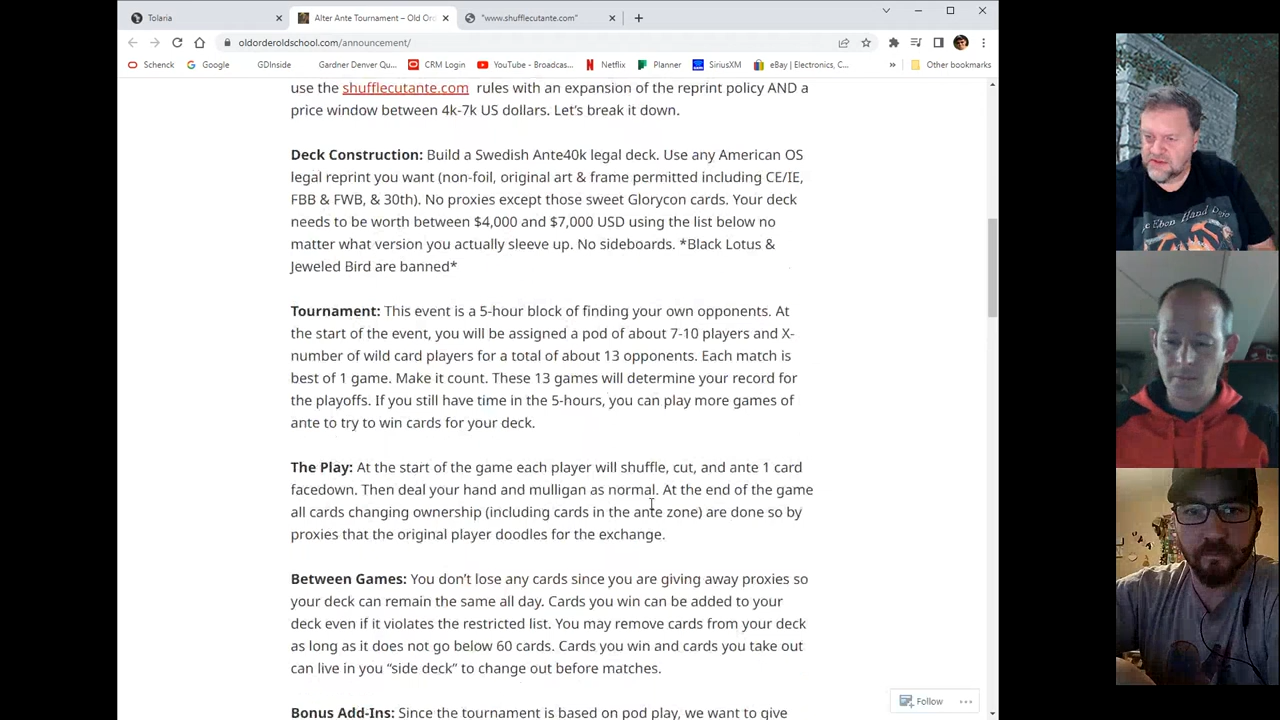 Tolaria
Alter Ante Tournament – Old Ord
"www.shufflecutante.com"
oldorderoldschool.com/announcement/
Schenck
Google
GDInside
Gardner Denver Qu...
CRM Login
YouTube - Broadcas...
Netflix
Planner
SiriusXM
eBay | Electronics, C...
»
Other bookmarks
use the shufflecutante.com rules with an expansion of the reprint policy AND a
price window between 4k-7k US dollars. Let's break it down.
Deck Construction: Build a Swedish Ante40k legal deck. Use any American OS
legal reprint you want (non-foil, original art & frame permitted including CE/IE,
FBB & FWB, & 30th). No proxies except those sweet Glorycon cards. Your deck
needs to be worth between $4,000 and $7,000 USD using the list below no
matter what version you actually sleeve up. No sideboards. *Black Lotus &
Jeweled Bird are banned*
Tournament: This event is a 5-hour block of finding your own opponents. At
the start of the event, you will be assigned a pod of about 7-10 players and X-
number of wild card players for a total of about 13 opponents. Each match is
best of 1 game. Make it count. These 13 games will determine your record for
the playoffs. If you still have time in the 5-hours, you can play more games of
ante to try to win cards for your deck.
The Play: At the start of the game each player will shuffle, cut, and ante 1 card
facedown. Then deal your hand and mulligan as normal. At the end of the game
all cards changing ownership (including cards in the ante zone) are done so by
proxies that the original player doodles for the exchange.
Between Games: You don't lose any cards since you are giving away proxies so
your deck can remain the same all day. Cards you win can be added to your
deck even if it violates the restricted list. You may remove cards from your deck
as long as it does not go below 60 cards. Cards you win and cards you take out
can live in you “side deck” to change out before matches.
Follow
Bonus Add-Ins: Since the tournament is based on pod play, we want to give